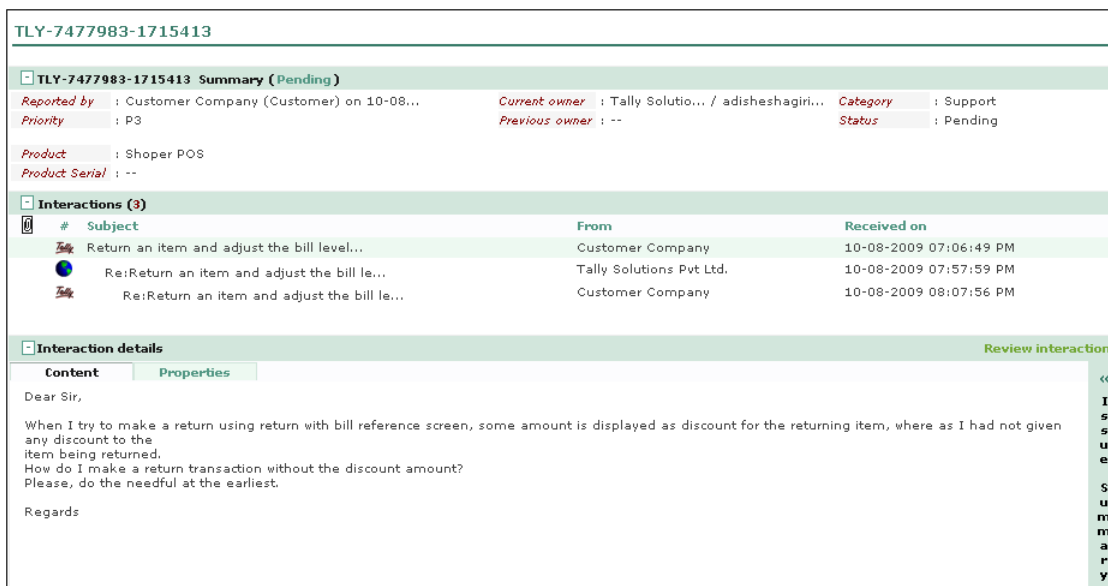 TLY-7477983-1715413
TLY-7477983-1715413 Summary (Pending)
Reported by : Customer Company (Customer) on 10-08... Current owner : Tally Solutio... / adisheshagiri... Category : Support
Priority : P3 Previous owner : -- Status : Pending
Product : Shoper POS
Product Serial : --
Interactions (3)
# Subject From Received on
Tally Return an item and adjust the bill level... Customer Company 10-08-2009 07:06:49 PM
Re:Return an item and adjust the bill le... Tally Solutions Pvt Ltd. 10-08-2009 07:57:59 PM
Tally Re:Return an item and adjust the bill le... Customer Company 10-08-2009 08:07:56 PM
Interaction details Review interaction
Content Properties
Dear Sir,
When I try to make a return using return with bill reference screen, some amount is displayed as discount for the returning item, where as I had not given
any discount to the
item being returned.
How do I make a return transaction without the discount amount?
Please, do the needful at the earliest.
Regards
«
I
s
s
u
e
S
u
m
m
a
r
y